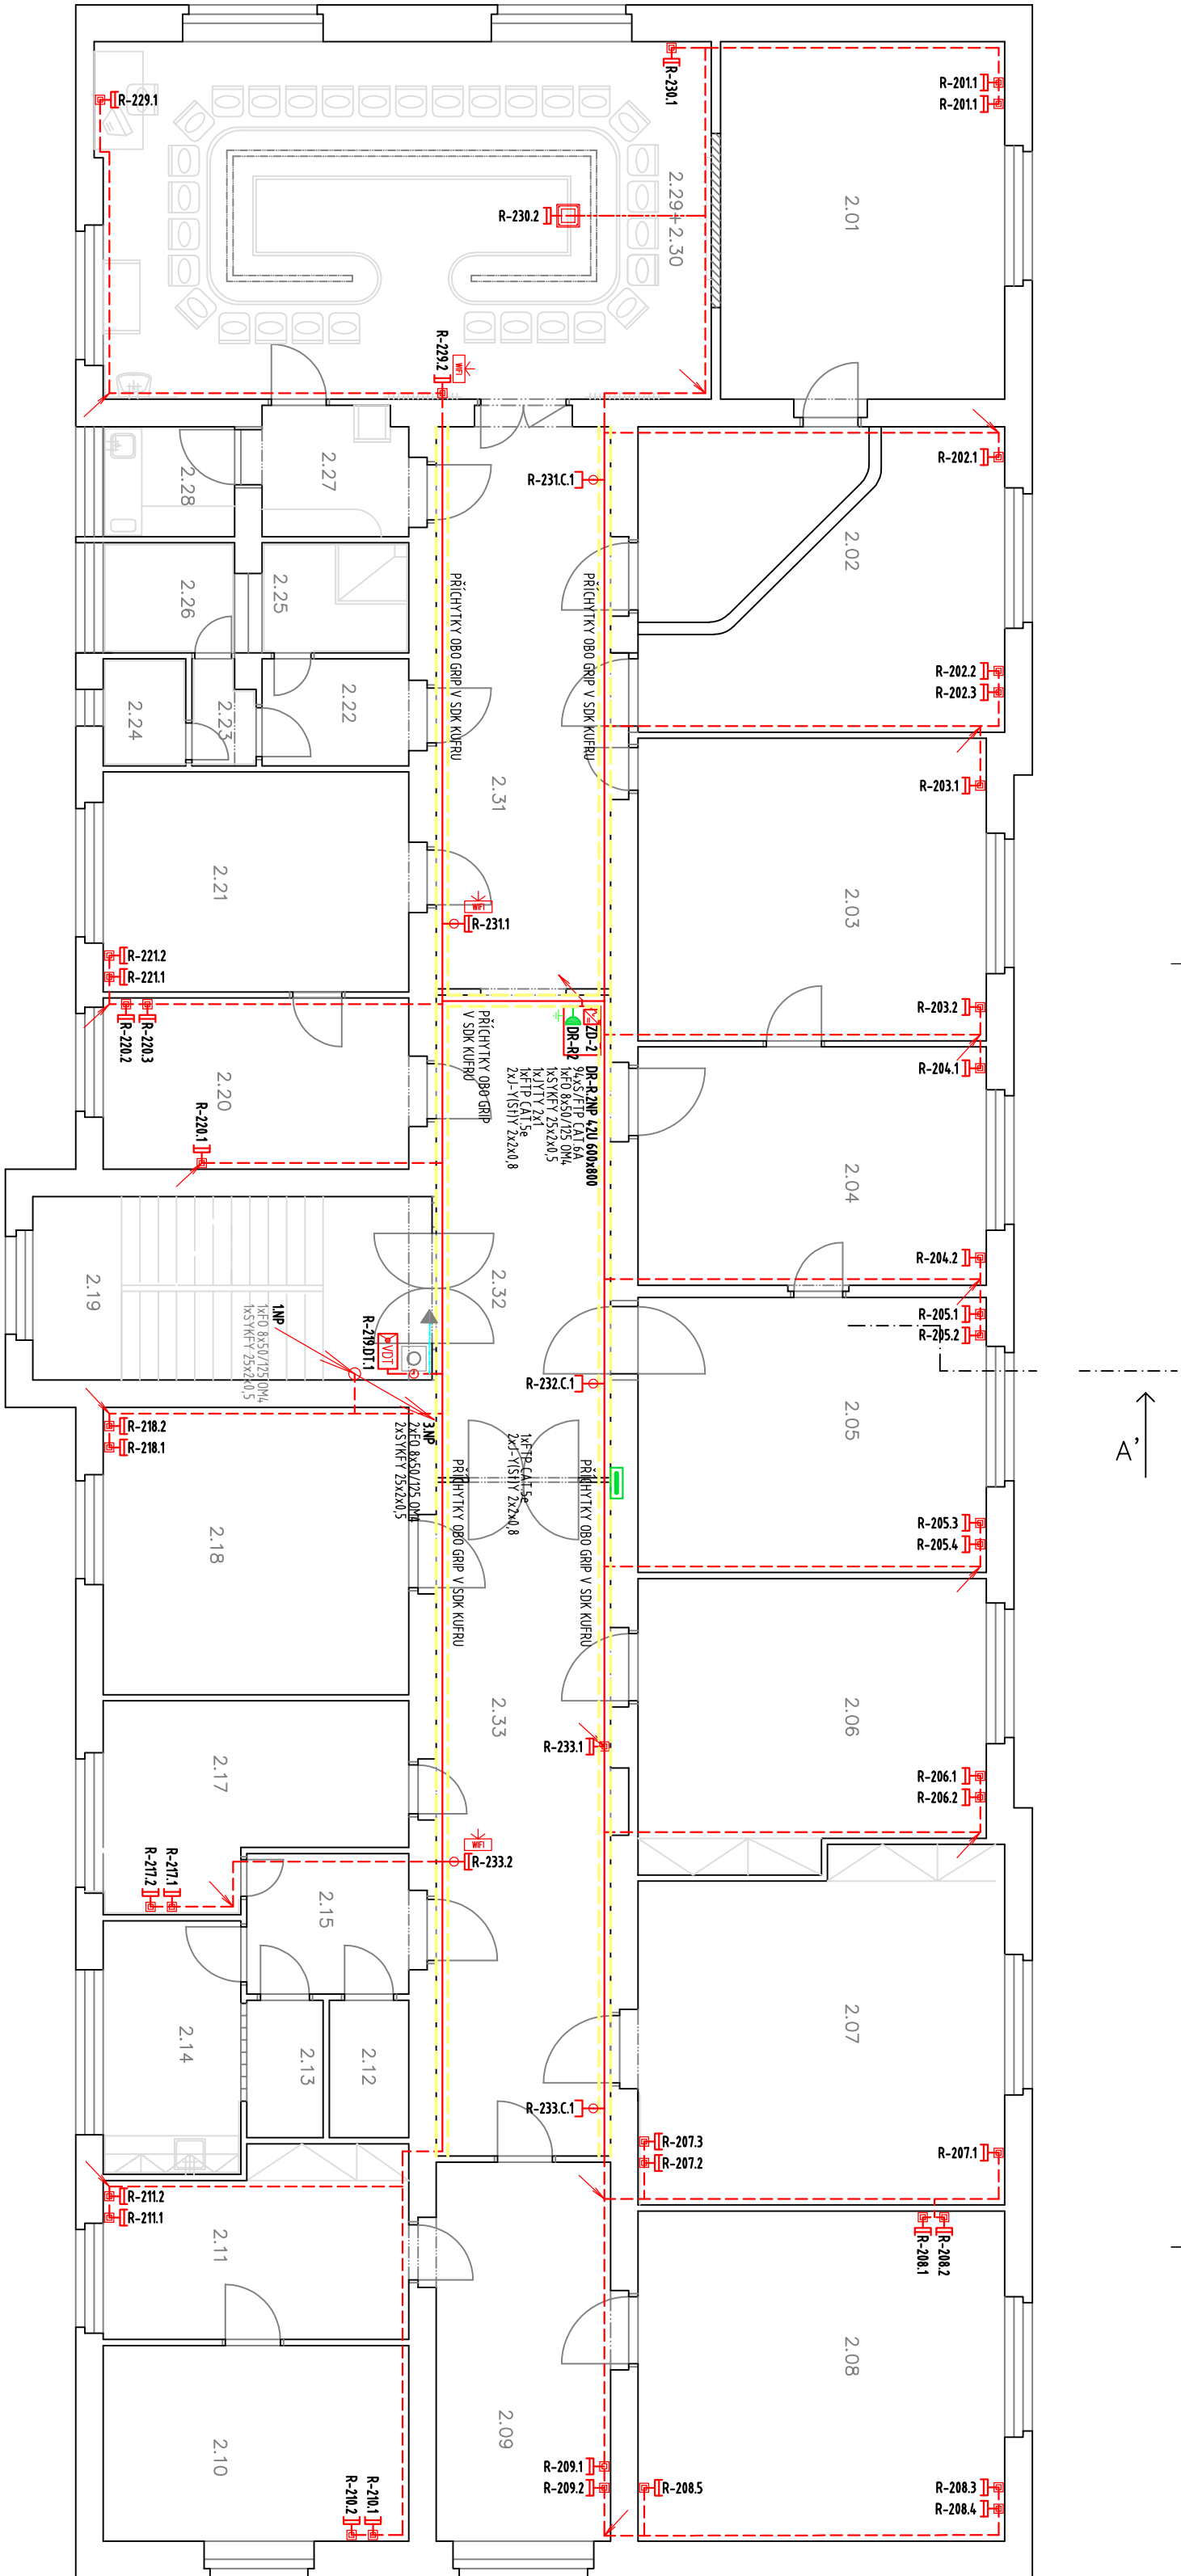 R-229.1
R-230.1
R-201.1
R-201.1
2.01
2.29+2.30
R-230.2
R-229.2
WIFI
R-202.1
R-231.C.1
2.27
2.28
2.02
PŘÍCHYTKY OBO GRIP V SDK KUFRU
PŘÍCHYTKY OBO GRIP V SDK KUFRU
2.25
2.26
R-202.2
R-202.3
2.22
2.23
2.24
2.31
R-203.1
2.21
WIFI
R-231.1
2.03
R-221.2
R-221.1
R-203.2
R-220.3
R-220.2
PŘÍCHYTKY OBO GRIP
V SDK KUFRU
ZD-2
DR-R2
DR-R.2NP 42U 600x800
94xS/FTP CAT.6A
1xFO 8x50/125 OM4
1xSYKFY 25x2x0,5
1xJYTY 2x1
1xFTP CAT.5e
2xJ-Y(St)Y 2x2x0,8
R-204.1
2.20
R-220.1
2.04
R-204.2
2.19
2.32
1.NP
1xFO 8x50/125 OM4
1xSYKFY 25x2x0,5
R-219.DT.1
VDT
R-205.1
R-205.2
R-232.C.1
2.05
A'
R-218.2
R-218.1
3.NP
2xFO 8x50/125 OM4
2xSYKFY 25x2x0,5
1xFTP CAT.5e
2xJ-Y(St)Y 2x2x0,8
PŘÍCHYTKY OBO GRIP V SDK KUFRU
PŘÍCHYTKY OBO GRIP V SDK KUFRU
R-205.3
R-205.4
2.18
2.33
2.06
R-233.1
2.17
R-206.1
R-206.2
WIFI
R-233.2
R-217.1
R-217.2
2.15
2.14
2.13
2.12
2.07
R-233.C.1
R-207.3
R-207.2
R-207.1
R-211.2
R-211.1
R-208.2
R-208.1
2.11
2.08
2.10
2.09
R-209.1
R-209.2
R-208.5
R-208.3
R-208.4
R-210.1
R-210.2